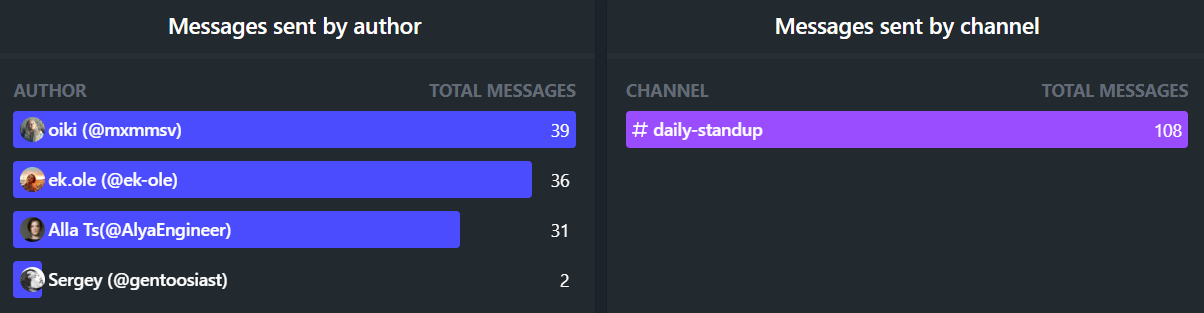 Messages sent by author
AUTHOR TOTAL MESSAGES
oiki (@mxmmsv) 39
ek.ole (@ek-ole) 36
Alla Ts(@AlyaEngineer) 31
Sergey (@gentoosiast) 2
Messages sent by channel
CHANNEL TOTAL MESSAGES
# daily-standup 108